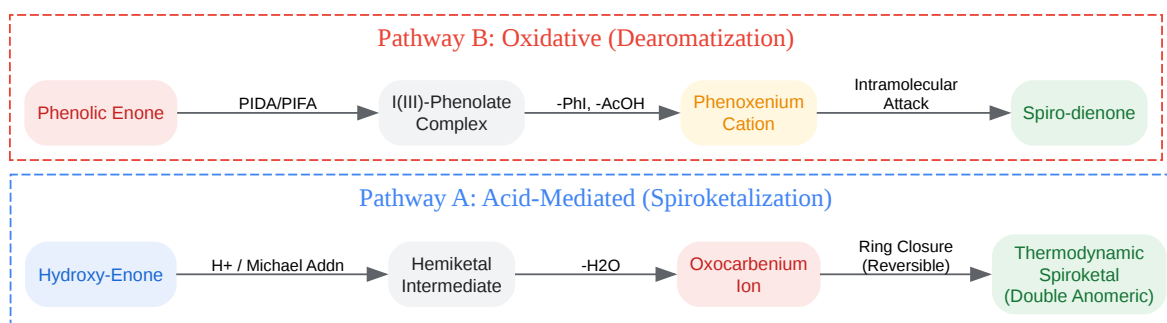 Pathway B: Oxidative (Dearomatization)
Phenolic Enone
PIDA/PIFA
I(III)-Phenolate
Complex
-PhI, -AcOH
Phenoxenium
Cation
Intramolecular
Attack
Spiro-dienone
Pathway A: Acid-Mediated (Spiroketalization)
Hydroxy-Enone
H+ / Michael Addn
Hemiketal
Intermediate
-H2O
Oxocarbenium
Ion
Ring Closure
(Reversible)
Thermodynamic
Spiroketal
(Double Anomeric)